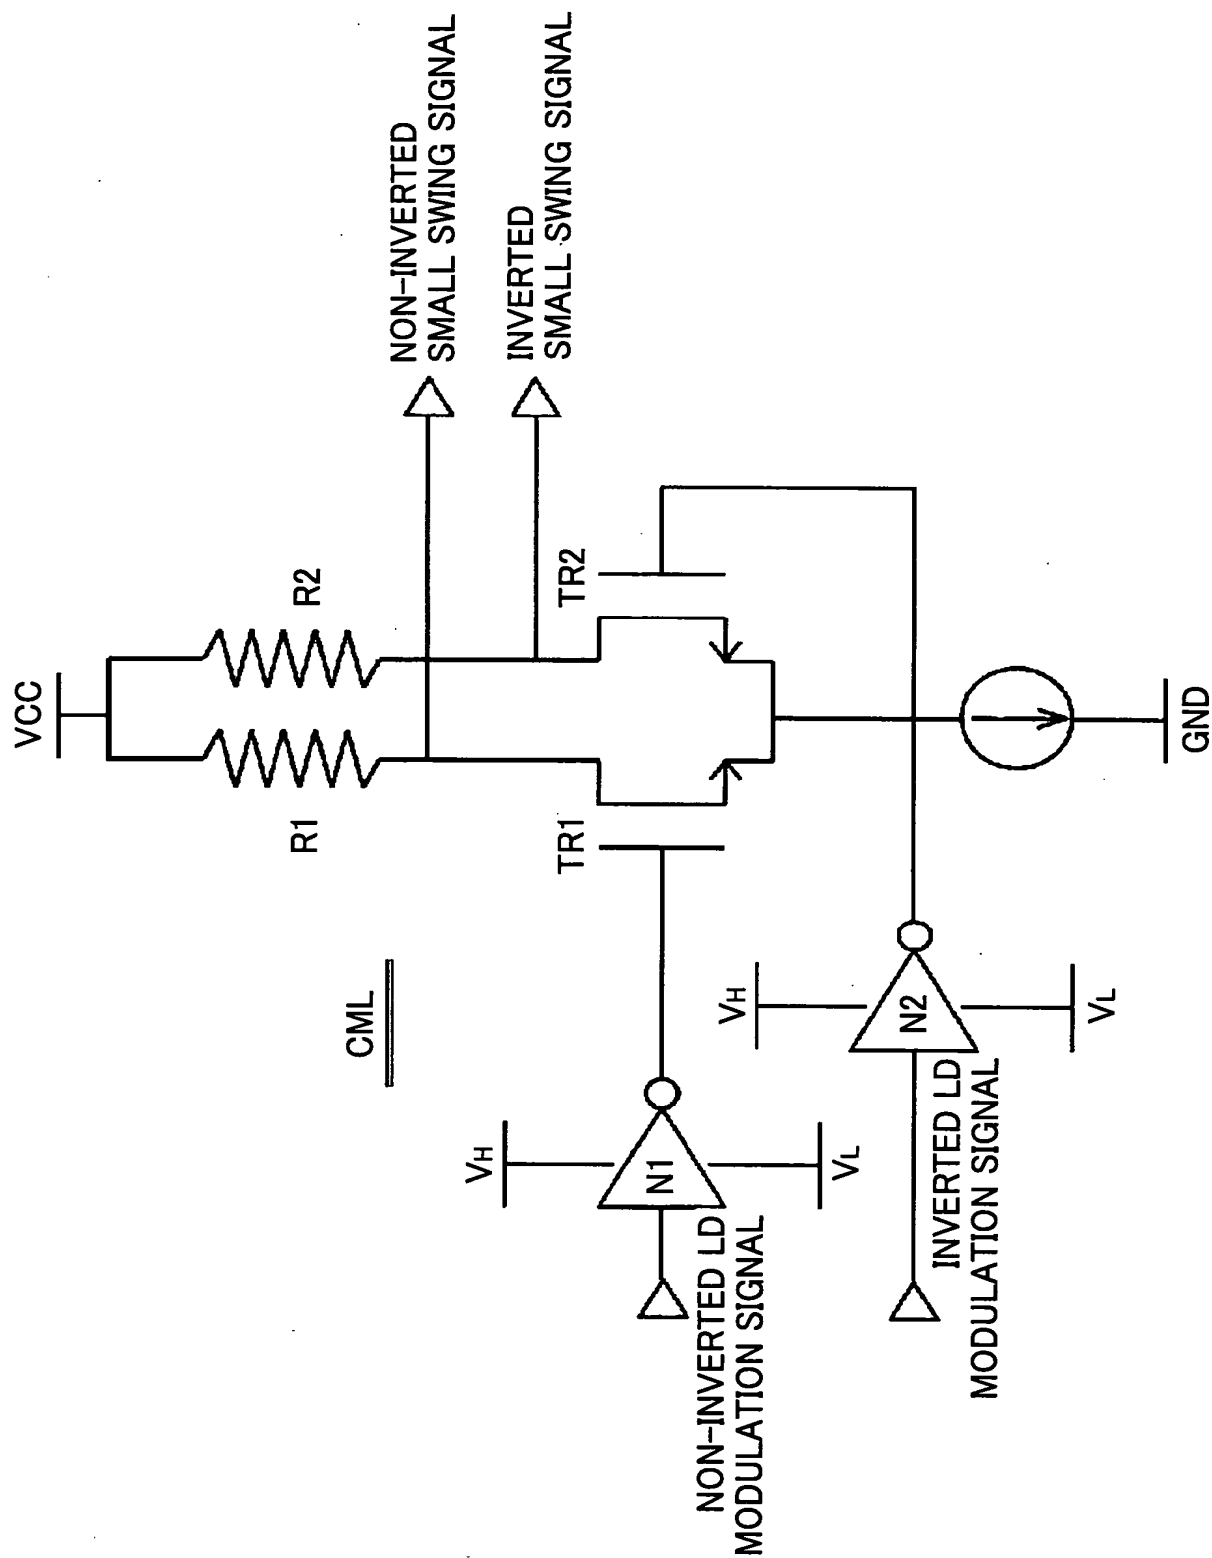 VCC
R1
R2
NON-INVERTED
SMALL SWING SIGNAL
INVERTED
SMALL SWING SIGNAL
CML
TR1
TR2
VH
N1
VL
NON-INVERTED LD
MODULATION SIGNAL
VH
N2
VL
INVERTED LD
MODULATION SIGNAL
GND